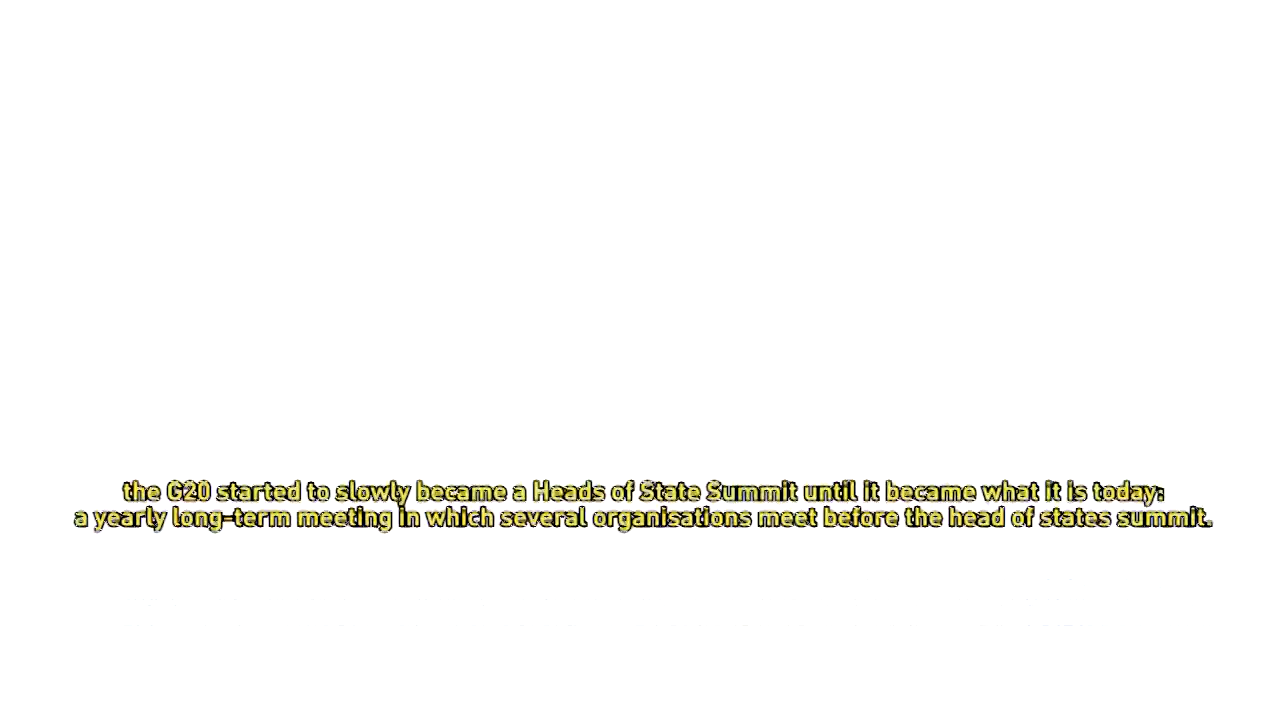 the G20 started to slowly became a Heads of State Summit until it became what it is today:
a yearly long-term meeting in which several organisations meet before the head of states summit.